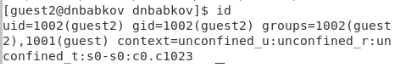 [guest2@dnbabkov dnbabkov]$ id
uid=1002(guest2) gid=1002(guest2) groups=1002(guest
2),1001(guest) context=unconfined_u:unconfined_r:un
confined_t:s0-s0:c0.c1023